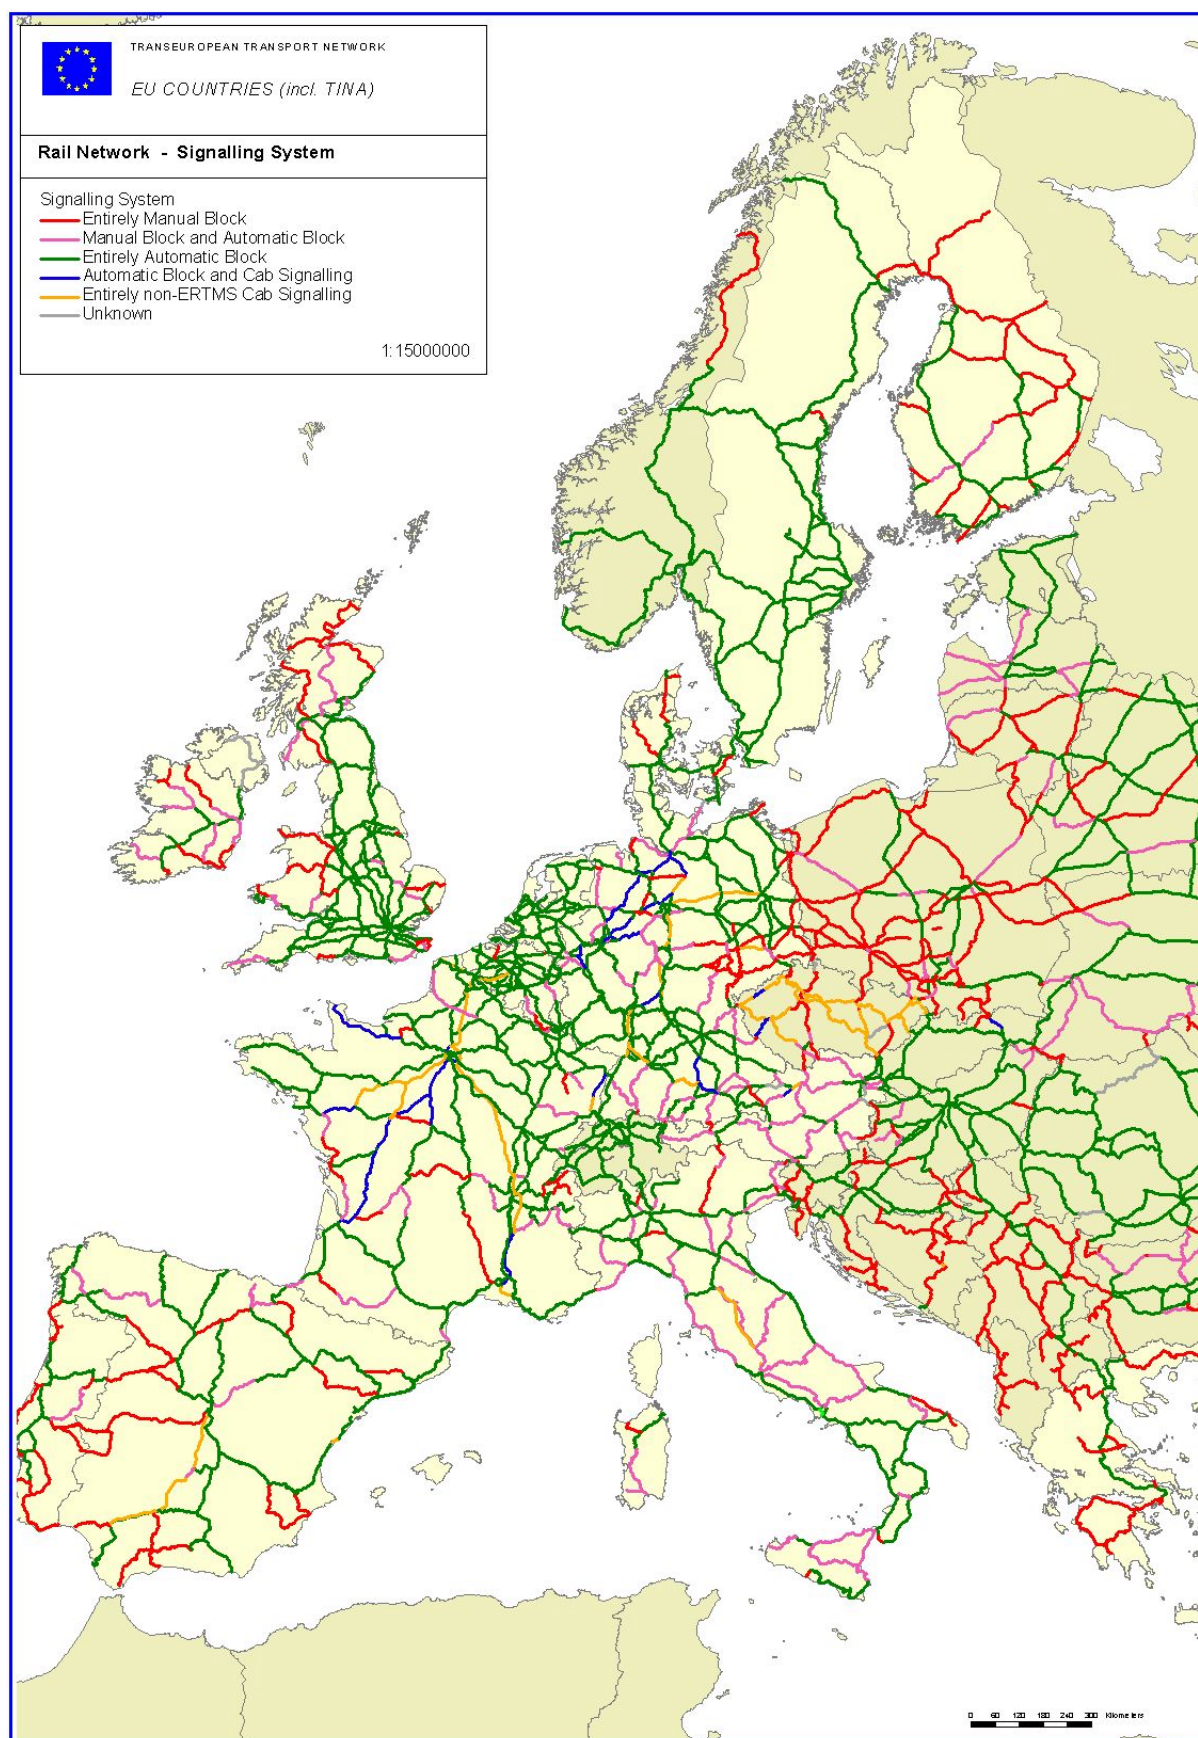 TRANSEUROPEAN TRANSPORT NETWORK
EU COUNTRIES (incl. TINA)
Rail Network - Signalling System
Signalling System
Entirely Manual Block
Manual Block and Automatic Block
Entirely Automatic Block
Automatic Block and Cab Signalling
Entirely non-ERTMS Cab Signalling
Unknown
1:15000000
0 60 120 180 240 300 Kilometers